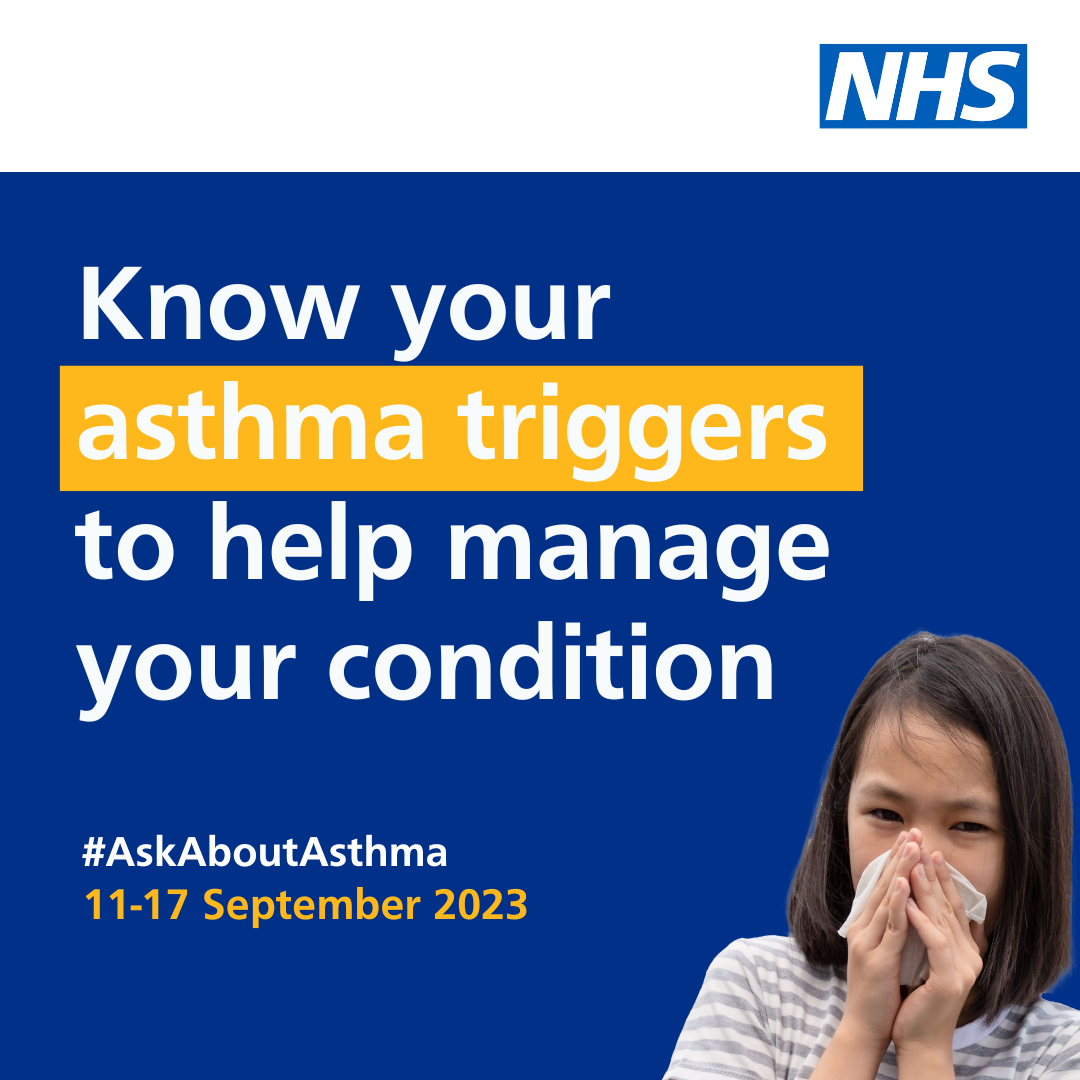 NHS
Know your
asthma triggers
to help manage
your condition
#AskAboutAsthma
11-17 September 2023